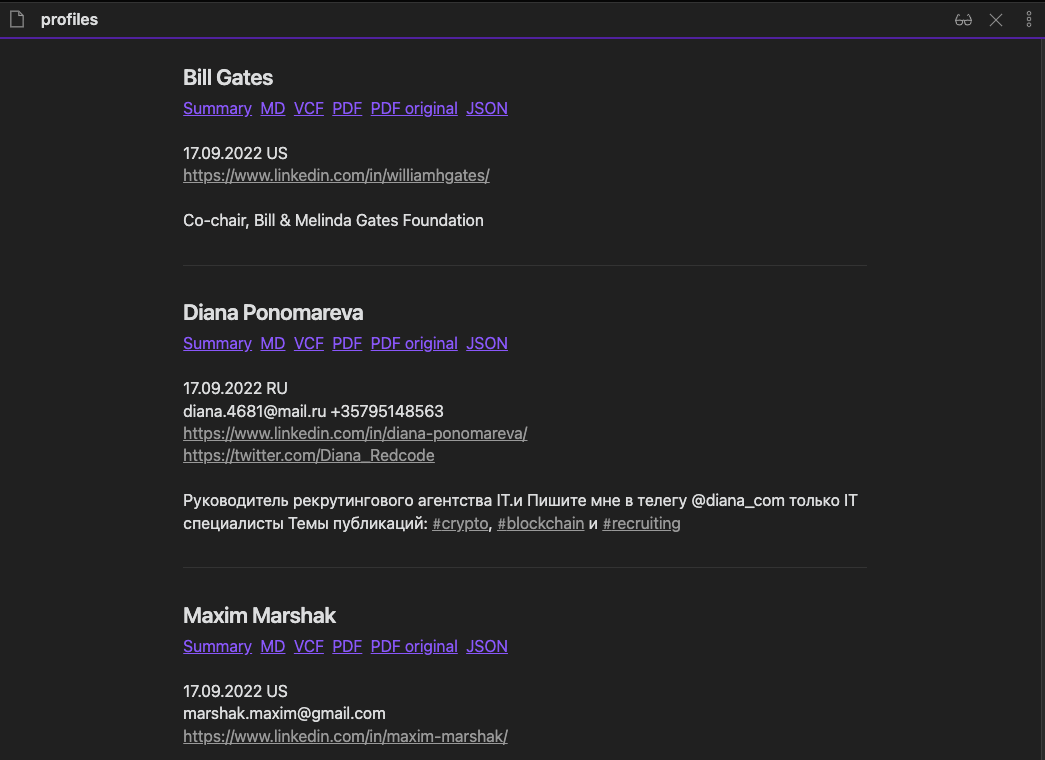 profiles
Bill Gates
Summary MD VCF PDF PDF original JSON
17.09.2022 US
https://www.linkedin.com/in/williamhgates/
Co-chair, Bill & Melinda Gates Foundation
Diana Ponomareva
Summary MD VCF PDF PDF original JSON
17.09.2022 RU
diana.4681@mail.ru +35795148563
https://www.linkedin.com/in/diana-ponomareva/
https://twitter.com/Diana_Redcode
Руководитель рекрутингового агентства IT.и Пишите мне в телегу @diana_com только IT
специалисты Темы публикаций: #crypto, #blockchain и #recruiting
Maxim Marshak
Summary MD VCF PDF PDF original JSON
17.09.2022 US
marshak.maxim@gmail.com
https://www.linkedin.com/in/maxim-marshak/